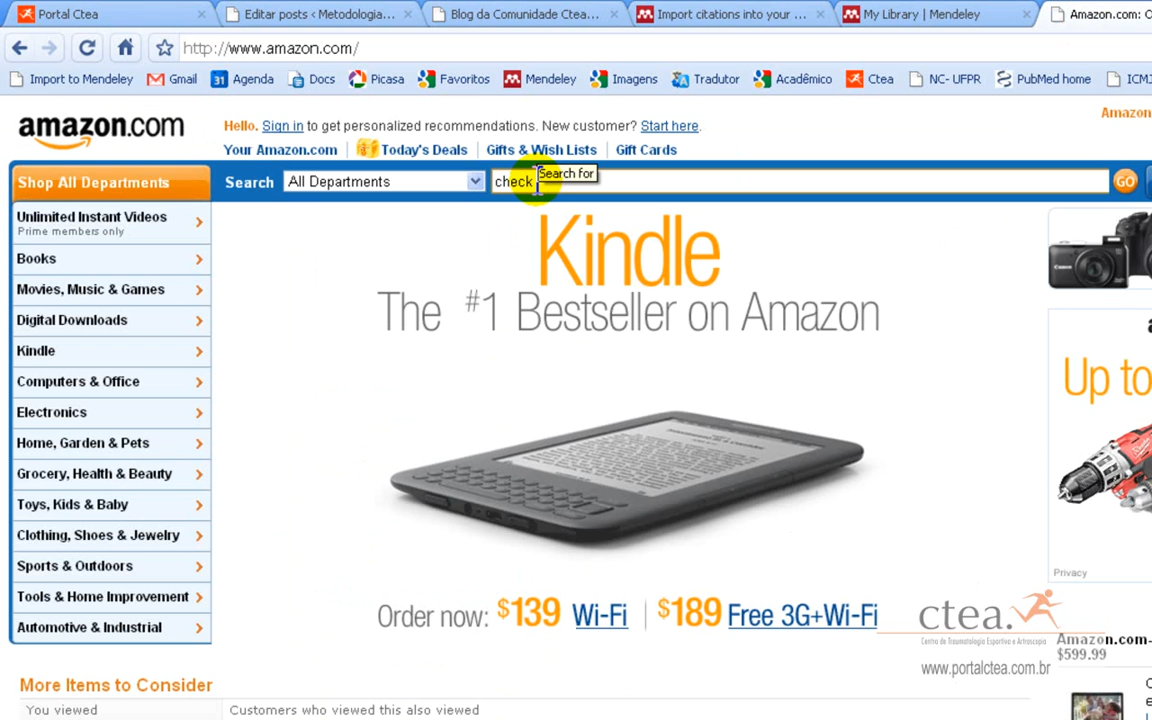 Portal Ctea
Editar posts ‹ Metodologia...
Blog da Comunidade Ctea...
Import citations into your ...
My Library | Mendeley
Amazon.com:
http://www.amazon.com/
Import to Mendeley
Gmail
31 Agenda
Docs
Picasa
Favoritos
Mendeley
Imagens
Tradutor
Acadêmico
Ctea
NC- UFPR
PubMed home
ICMJ
amazon.com
Hello. Sign in to get personalized recommendations. New customer? Start here.
Amazon
Your Amazon.com
Today's Deals
Gifts & Wish Lists
Gift Cards
Shop All Departments
Search
All Departments
check
Search for
GO
Unlimited Instant Videos
Prime members only
Books
Movies, Music & Games
Digital Downloads
Kindle
Computers & Office
Electronics
Home, Garden & Pets
Grocery, Health & Beauty
Toys, Kids & Baby
Clothing, Shoes & Jewelry
Sports & Outdoors
Tools & Home Improvement
Automotive & Industrial
Kindle
The #1 Bestseller on Amazon
Order now: $139 Wi-Fi | $189 Free 3G+Wi-Fi
Canon
Up to
Privacy
ctea.
Centro de Traumatologia Esportiva e Artroscopia
www.portalctea.com.br
Amazon.com-
$599.99
More Items to Consider
You viewed
Customers who viewed this also viewed